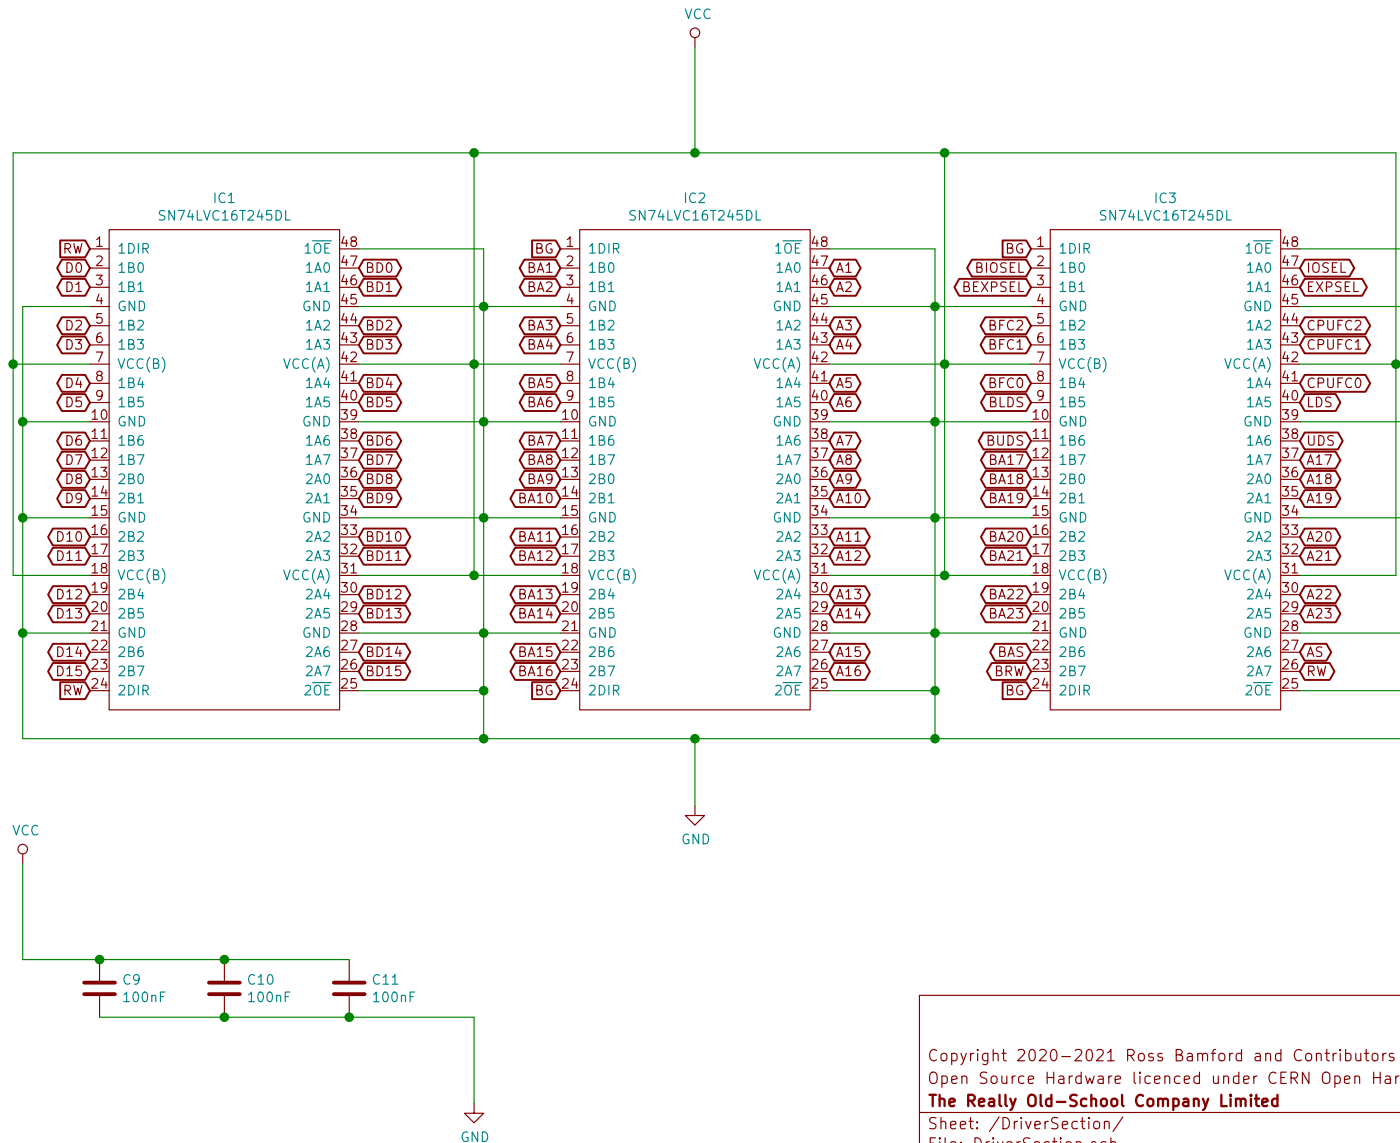 VCC
IC1 IC2 IC3
SN74LVC16T245DL SN74LVC16T245DL SN74LVC16T245DL
RW 1 1DIR 1OE 48 BG 1 1DIR 1OE 48 BG 1 1DIR 1OE 48
D0 2 1B0 1A0 47 BD0 BA1 2 1B0 1A0 47 A1 BIOSEL 2 1B0 1A0 47 IOSEL
D1 3 1B1 1A1 46 BD1 BA2 3 1B1 1A1 46 A2 BEXPSEL 3 1B1 1A1 46 EXPSEL
4 GND GND 45 4 GND GND 45 4 GND GND 45
D2 5 1B2 1A2 44 BD2 BA3 5 1B2 1A2 44 A3 BFC2 5 1B2 1A2 44 CPUFC2
D3 6 1B3 1A3 43 BD3 BA4 6 1B3 1A3 43 A4 BFC1 6 1B3 1A3 43 CPUFC1
7 VCC(B) VCC(A) 42 7 VCC(B) VCC(A) 42 7 VCC(B) VCC(A) 42
D4 8 1B4 1A4 41 BD4 BA5 8 1B4 1A4 41 A5 BFC0 8 1B4 1A4 41 CPUFC0
D5 9 1B5 1A5 40 BD5 BA6 9 1B5 1A5 40 A6 BLDS 9 1B5 1A5 40 LDS
10 GND GND 39 10 GND GND 39 10 GND GND 39
D6 11 1B6 1A6 38 BD6 BA7 11 1B6 1A6 38 A7 BUDS 11 1B6 1A6 38 UDS
D7 12 1B7 1A7 37 BD7 BA8 12 1B7 1A7 37 A8 BA17 12 1B7 1A7 37 A17
D8 13 2B0 2A0 36 BD8 BA9 13 2B0 2A0 36 A9 BA18 13 2B0 2A0 36 A18
D9 14 2B1 2A1 35 BD9 BA10 14 2B1 2A1 35 A10 BA19 14 2B1 2A1 35 A19
15 GND GND 34 15 GND GND 34 15 GND GND 34
D10 16 2B2 2A2 33 BD10 BA11 16 2B2 2A2 33 A11 BA20 16 2B2 2A2 33 A20
D11 17 2B3 2A3 32 BD11 BA12 17 2B3 2A3 32 A12 BA21 17 2B3 2A3 32 A21
18 VCC(B) VCC(A) 31 18 VCC(B) VCC(A) 31 18 VCC(B) VCC(A) 31
D12 19 2B4 2A4 30 BD12 BA13 19 2B4 2A4 30 A13 BA22 19 2B4 2A4 30 A22
D13 20 2B5 2A5 29 BD13 BA14 20 2B5 2A5 29 A14 BA23 20 2B5 2A5 29 A23
21 GND GND 28 21 GND GND 28 21 GND GND 28
D14 22 2B6 2A6 27 BD14 BA15 22 2B6 2A6 27 A15 BAS 22 2B6 2A6 27 AS
D15 23 2B7 2A7 26 BD15 BA16 23 2B7 2A7 26 A16 BRW 23 2B7 2A7 26 RW
RW 24 2DIR 2OE 25 BG 24 2DIR 2OE 25 BG 24 2DIR 2OE 25
GND
VCC
C9 C10 C11
100nF 100nF 100nF
GND
Copyright 2020-2021 Ross Bamford and Contributors
Open Source Hardware licenced under CERN Open Har
The Really Old-School Company Limited
Sheet: /DriverSection/
File: DriverSection.sch